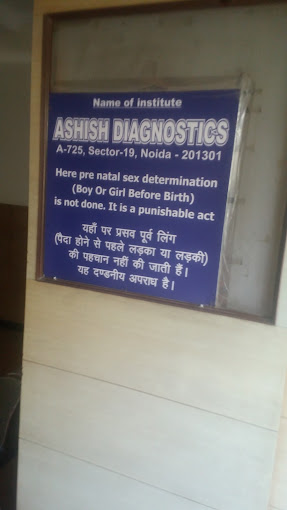 Name of institute
ASHISH DIAGNOSTICS
A-725, Sector-19, Noida - 201301
Here pre natal sex determination
(Boy Or Girl Before Birth)
is not done. It is a punishable act
यहाँ पर प्रसव पूर्व लिंग
(पैदा होने से पहले लड़का या लड़की)
की पहचान नहीं की जाती हैं।
यह दण्डनीय अपराध है।